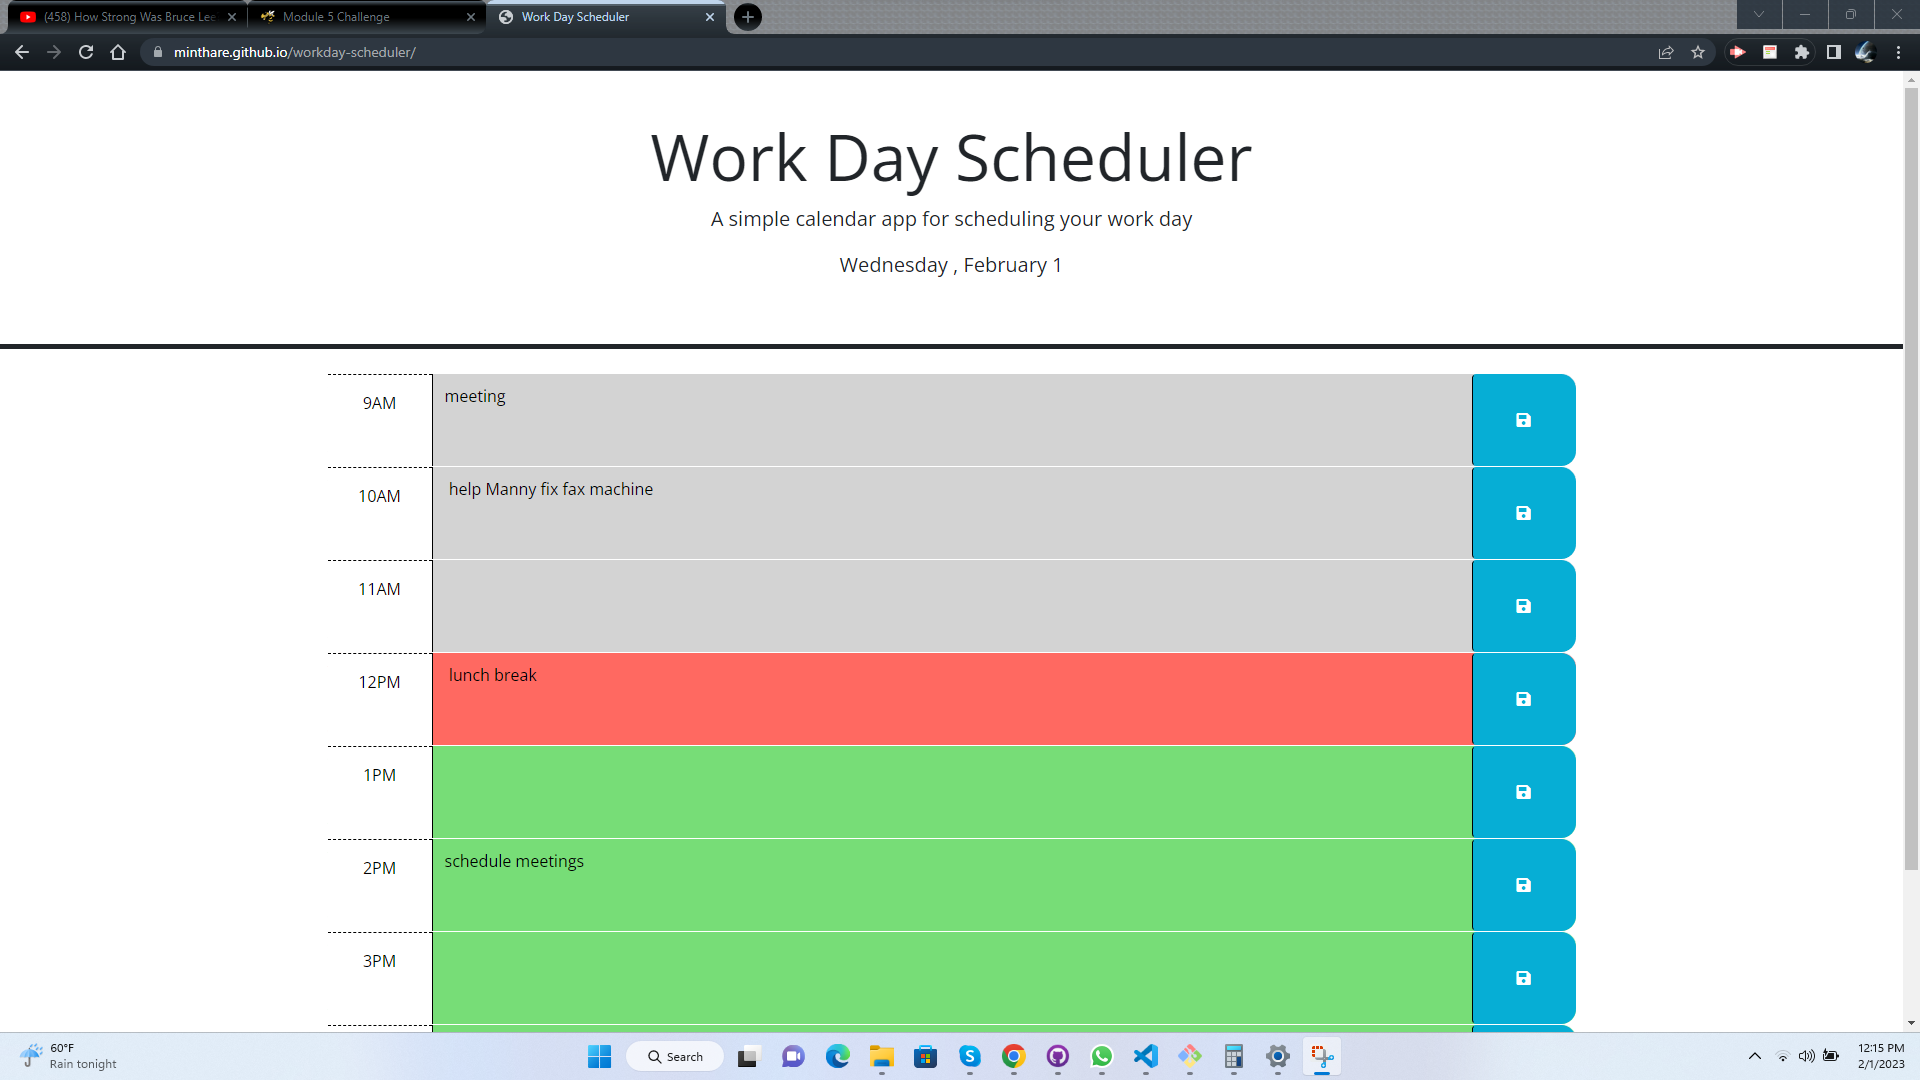 (458) How Strong Was Bruce Lee
Module 5 Challenge
Work Day Scheduler
minthare.github.io/workday-scheduler/
Work Day Scheduler
A simple calendar app for scheduling your work day
Wednesday , February 1
9AM
meeting
10AM
help Manny fix fax machine
11AM
12PM
lunch break
1PM
2PM
schedule meetings
3PM
60°F
Rain tonight
Search
12:15 PM
2/1/2023